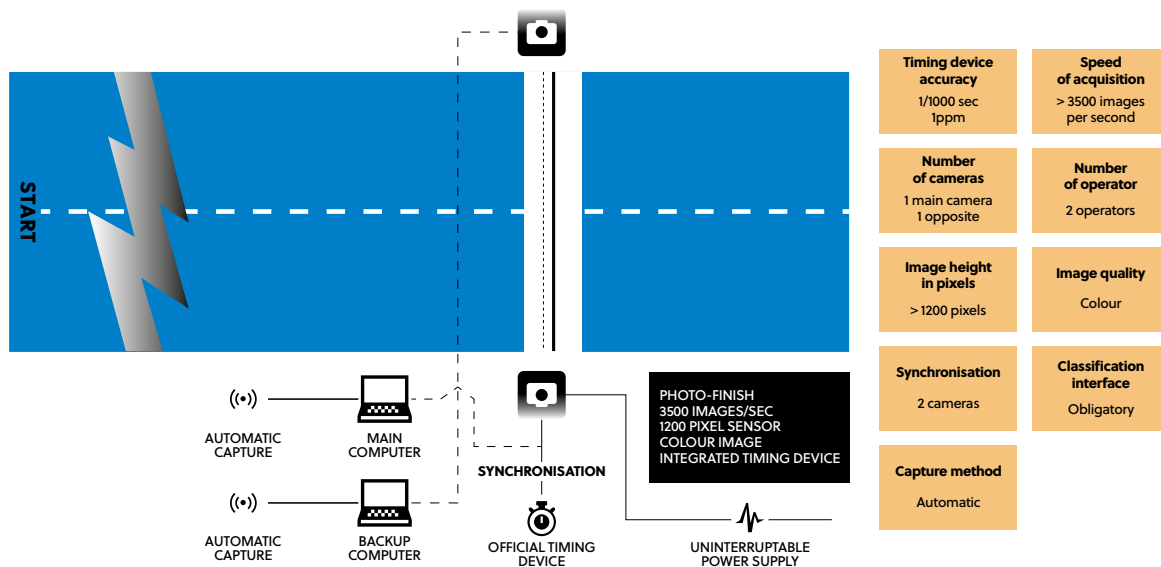 START
AUTOMATIC
CAPTURE
MAIN
COMPUTER
AUTOMATIC
CAPTURE
BACKUP
COMPUTER
SYNCHRONISATION
OFFICIAL TIMING
DEVICE
PHOTO-FINISH
3500 IMAGES/SEC
1200 PIXEL SENSOR
COLOUR IMAGE
INTEGRATED TIMING DEVICE
UNINTERRUPTABLE
POWER SUPPLY
Timing device
accuracy
1/1000 sec
1ppm
Speed
of acquisition
> 3500 images
per second
Number
of cameras
1 main camera
1 opposite
Number
of operator
2 operators
Image height
in pixels
> 1200 pixels
Image quality
Colour
Synchronisation
2 cameras
Classification
interface
Obligatory
Capture method
Automatic